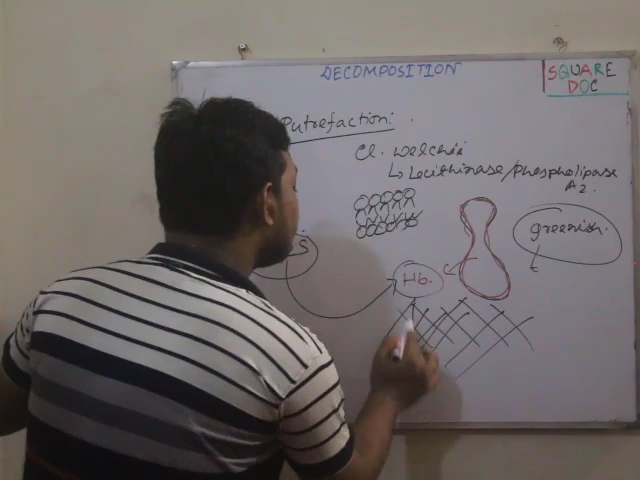 DECOMPOSITION
SQUARE
DOC
Putrefaction:
Cl. welchii
↳ Lecithinase/phospholipase
A2.
greenish.
S
Hb.